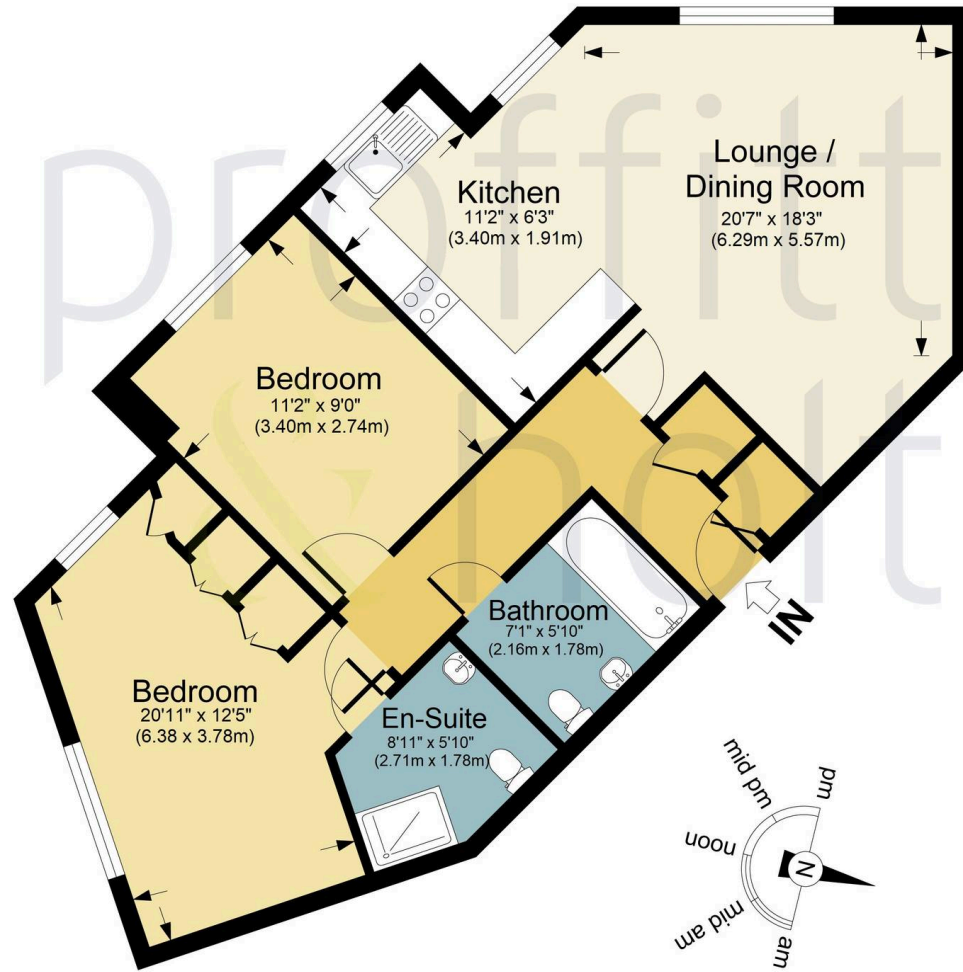 proffitt
& holt
Kitchen
11'2" x 6'3"
(3.40m x 1.91m)
Lounge /
Dining Room
20'7" x 18'3"
(6.29m x 5.57m)
Bedroom
11'2" x 9'0"
(3.40m x 2.74m)
Bathroom
7'1" x 5'10"
(2.16m x 1.78m)
IN
Bedroom
20'11" x 12'5"
(6.38 x 3.78m)
En-Suite
8'11" x 5'10"
(2.71m x 1.78m)
pm
mid pm
noon
mid am
am
N